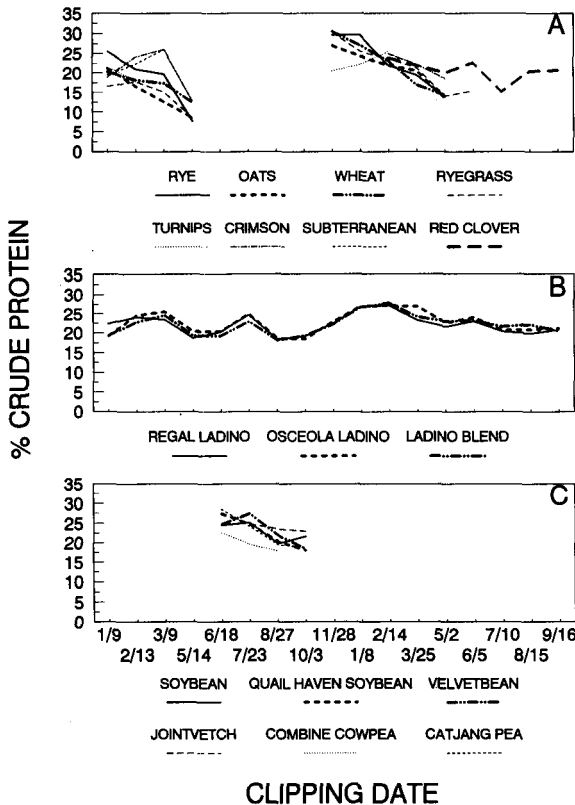 A
35
30
25
20
15
10
5
0
RYE OATS WHEAT RYEGRASS
TURNIPS CRIMSON SUBTERRANEAN RED CLOVER
% CRUDE PROTEIN
B
35
30
25
20
15
10
5
0
REGAL LADINO OSCEOLA LADINO LADINO BLEND
C
35
30
25
20
15
10
5
0
1/9 3/9 6/18 8/27 11/28 2/14 5/2 7/10 9/16
2/13 5/14 7/23 10/3 1/8 3/25 6/5 8/15
SOYBEAN QUAIL HAVEN SOYBEAN VELVETBEAN
JOINTVETCH COMBINE COWPEA CATJANG PEA
CLIPPING DATE